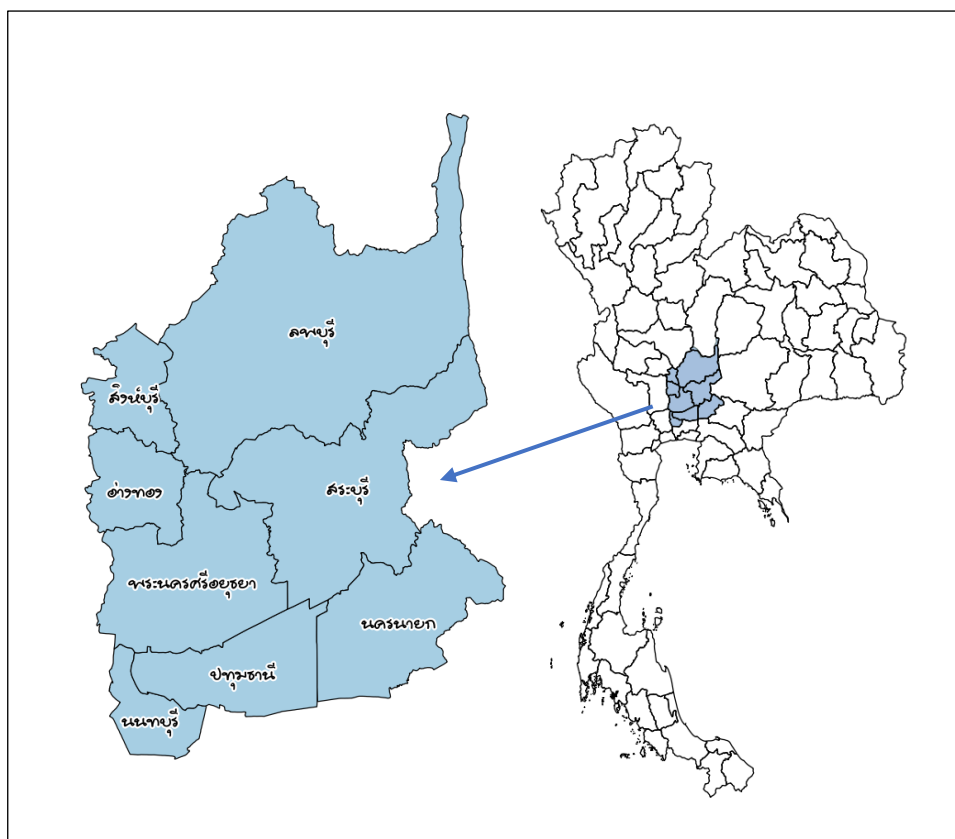 ลพบุรี
สิงห์บุรี
อ่างทอง
สระบุรี
พระนครศรีอยุธยา
นครนายก
ปทุมธานี
นนทบุรี